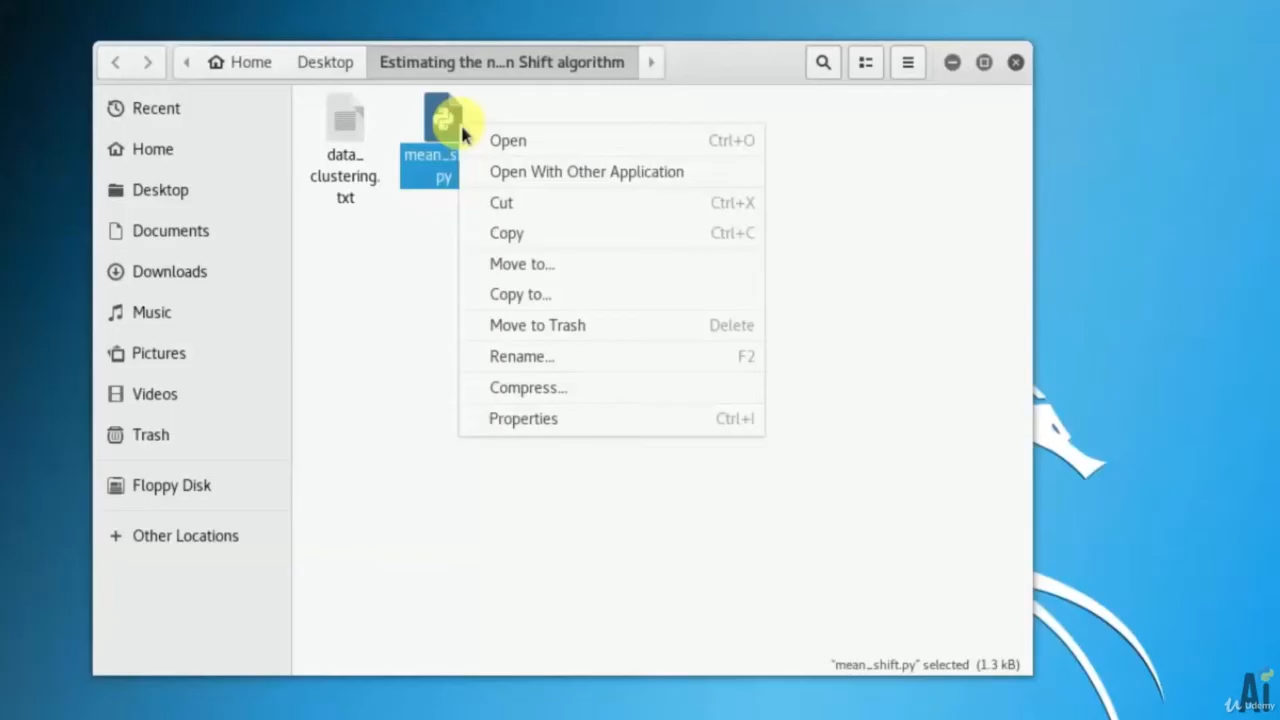 Home
Desktop
Estimating the n...n Shift algorithm
Recent
Home
Desktop
Documents
Downloads
Music
Pictures
Videos
Trash
Floppy Disk
+ Other Locations
data_
clustering.
txt
mean_s
py
Open Ctrl+O
Open With Other Application
Cut Ctrl+X
Copy Ctrl+C
Move to...
Copy to...
Move to Trash Delete
Rename... F2
Compress...
Properties Ctrl+I
"mean_shift.py" selected (1.3 kB)
Ai
Udemy